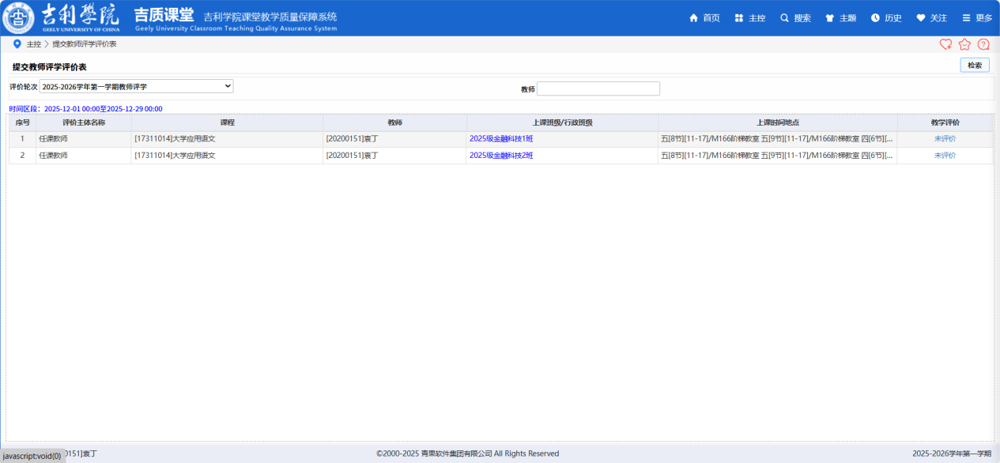 吉利學院 吉质课堂 吉利学院课堂教学质量保障系统 首页 主控 搜索 主题 历史 关注 更多
GEELY UNIVERSITY OF CHINA Geely University Classroom Teaching Quality Assurance System
主控 > 提交教师评学评价表
提交教师评学评价表 检索
评价轮次 2025-2026学年第一学期教师评学 教师
时间区段：2025-12-01 00:00至2025-12-29 00:00
序号 评价主体名称 课程 教师 上课班级/行政班级 上课时间地点 教学评价
1 任课教师 [17311014]大学应用语文 [20200151]袁丁 2025级金融科技1班 五[8节][11-17]/M166阶梯教室 五[9节][11-17]/M166阶梯教室 四[6节][... 未评价
2 任课教师 [17311014]大学应用语文 [20200151]袁丁 2025级金融科技2班 五[8节][11-17]/M166阶梯教室 五[9节][11-17]/M166阶梯教室 四[6节][... 未评价
javascript:void(0) 0151]袁丁 ©2000-2025 青果软件集团有限公司 All Rights Reserved 2025-2026学年第一学期